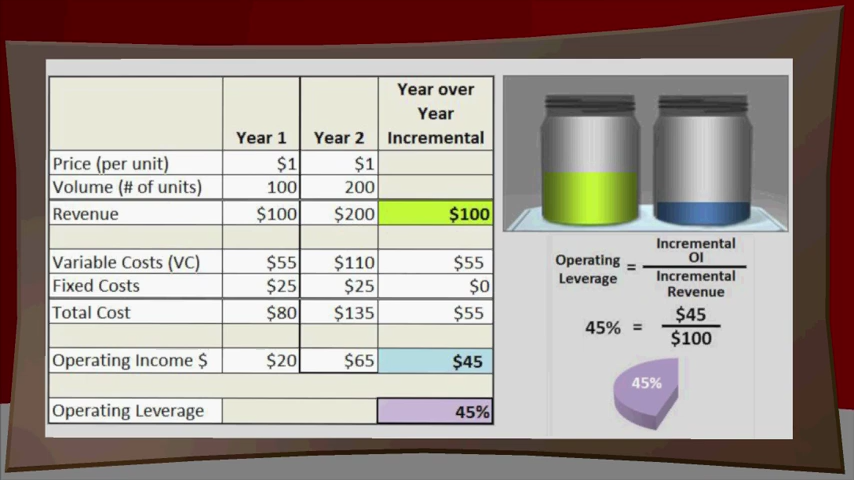 Year over
Year
Year 1 Year 2 Incremental
Price (per unit) $1 $1
Volume (# of units) 100 200
Revenue $100 $200 $100
Variable Costs (VC) $55 $110 $55
Fixed Costs $25 $25 $0
Total Cost $80 $135 $55
Operating Income $ $20 $65 $45
Operating Leverage 45%
Operating Leverage = Incremental OI / Incremental Revenue
45% = $45 / $100
45%